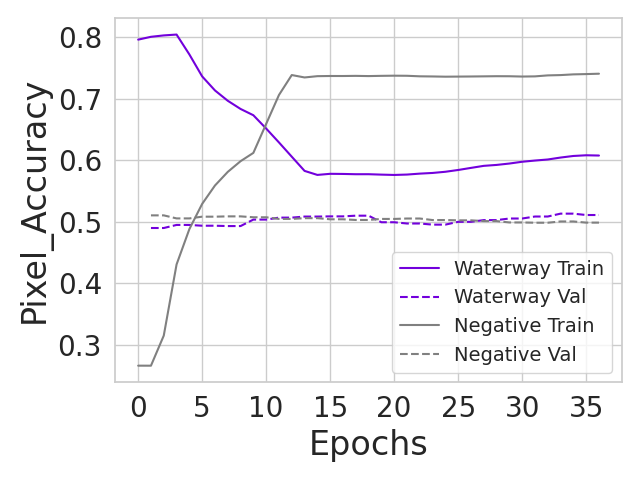 0.8
0.7
0.6
0.5
0.4
0.3
Pixel_Accuracy
Waterway Train
Waterway Val
Negative Train
Negative Val
0 5 10 15 20 25 30 35
Epochs